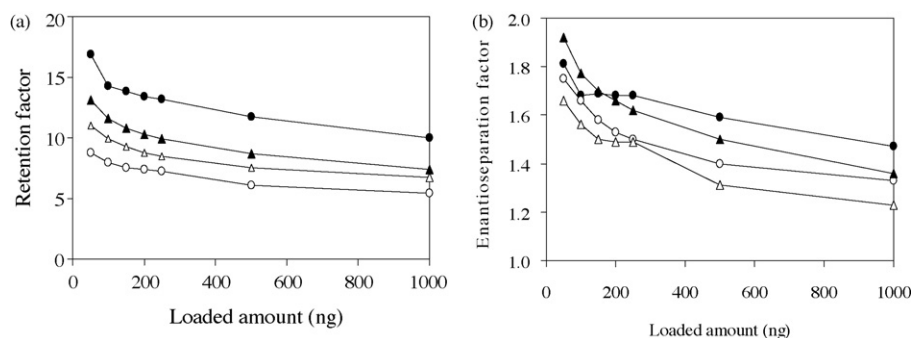 (a)
20
15
10
5
0
Retention factor
0 200 400 600 800 1000
Loaded amount (ng)
(b)
2.0
1.8
1.6
1.4
1.2
1.0
Enantioseparation factor
0 200 400 600 800 1000
Loaded amount (ng)